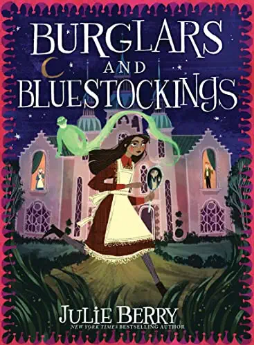 BURGLARS
AND
BLUESTOCKINGS
JULIE BERRY
NEW YORK TIMES BESTSELLING AUTHOR